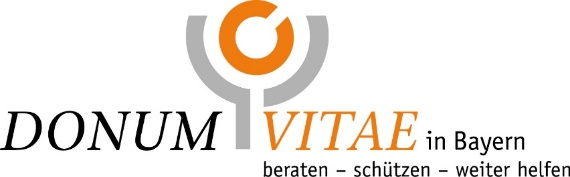 DONUM VITAE in Bayern
beraten – schützen – weiter helfen